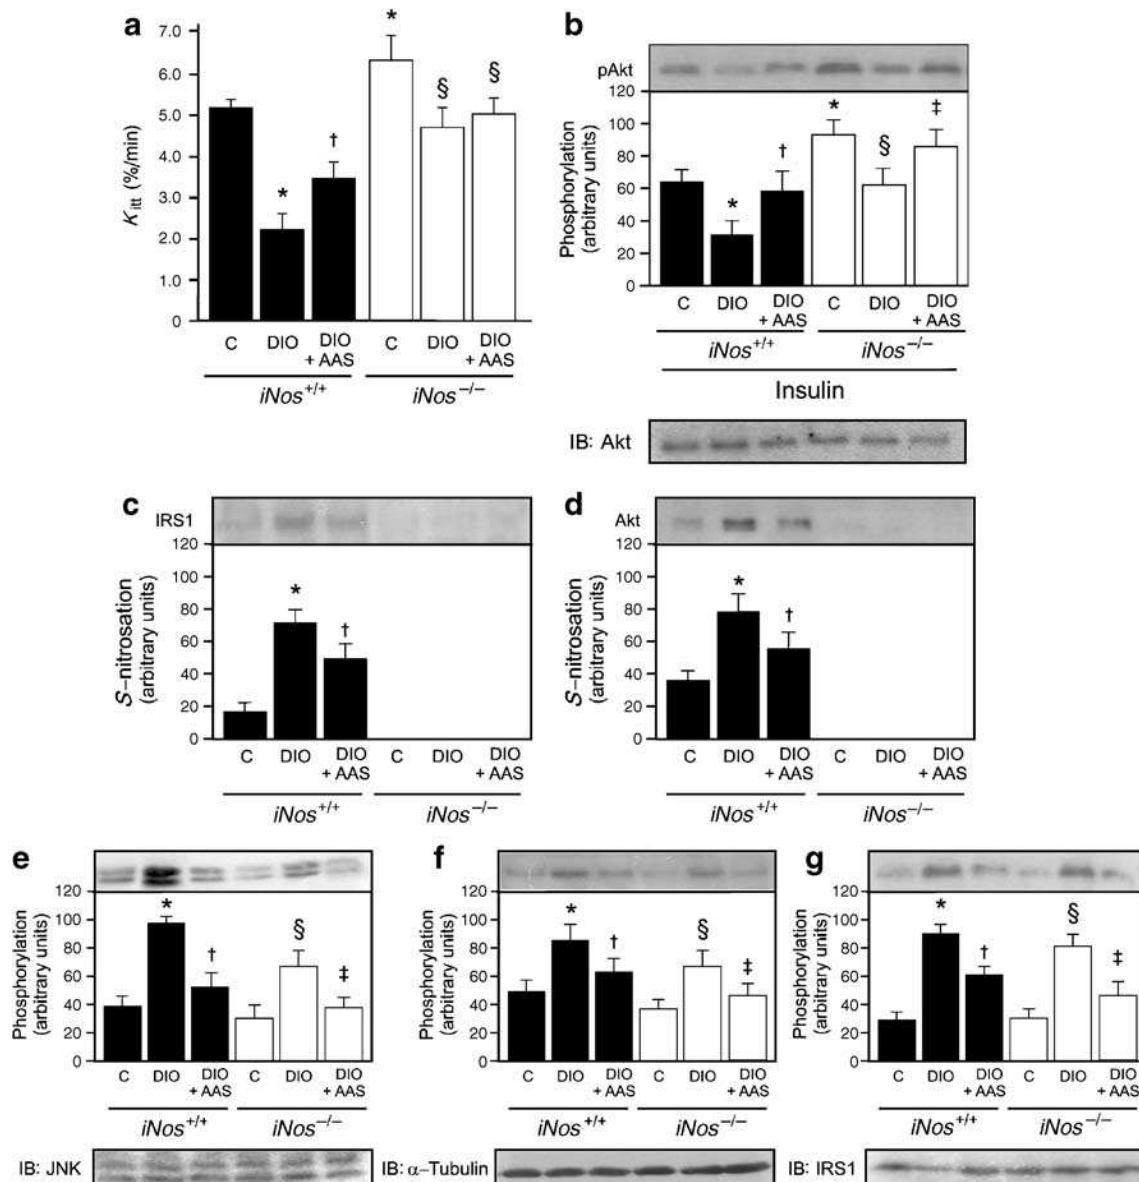 a
7.0
6.0
5.0
4.0
3.0
2.0
1.0
0
K_itt (%/min)
* † * § §
C DIO DIO + AAS C DIO DIO + AAS
iNos+/+ iNos−/−
b
pAkt
120
100
80
60
40
20
0
Phosphorylation
(arbitrary units)
* † * § ‡
C DIO DIO + AAS C DIO DIO + AAS
iNos+/+ iNos−/−
Insulin
IB: Akt
c
IRS1
120
100
80
60
40
20
0
S–nitrosation
(arbitrary units)
* †
C DIO DIO + AAS C DIO DIO + AAS
iNos+/+ iNos−/−
d
Akt
120
100
80
60
40
20
0
S–nitrosation
(arbitrary units)
* †
C DIO DIO + AAS C DIO DIO + AAS
iNos+/+ iNos−/−
e
120
100
80
60
40
20
0
Phosphorylation
(arbitrary units)
* † § ‡
C DIO DIO + AAS C DIO DIO + AAS
iNos+/+ iNos−/−
IB: JNK
f
120
100
80
60
40
20
0
Phosphorylation
(arbitrary units)
* † § ‡
C DIO DIO + AAS C DIO DIO + AAS
iNos+/+ iNos−/−
IB: α–Tubulin
g
120
100
80
60
40
20
0
Phosphorylation
(arbitrary units)
* † § ‡
C DIO DIO + AAS C DIO DIO + AAS
iNos+/+ iNos−/−
IB: IRS1